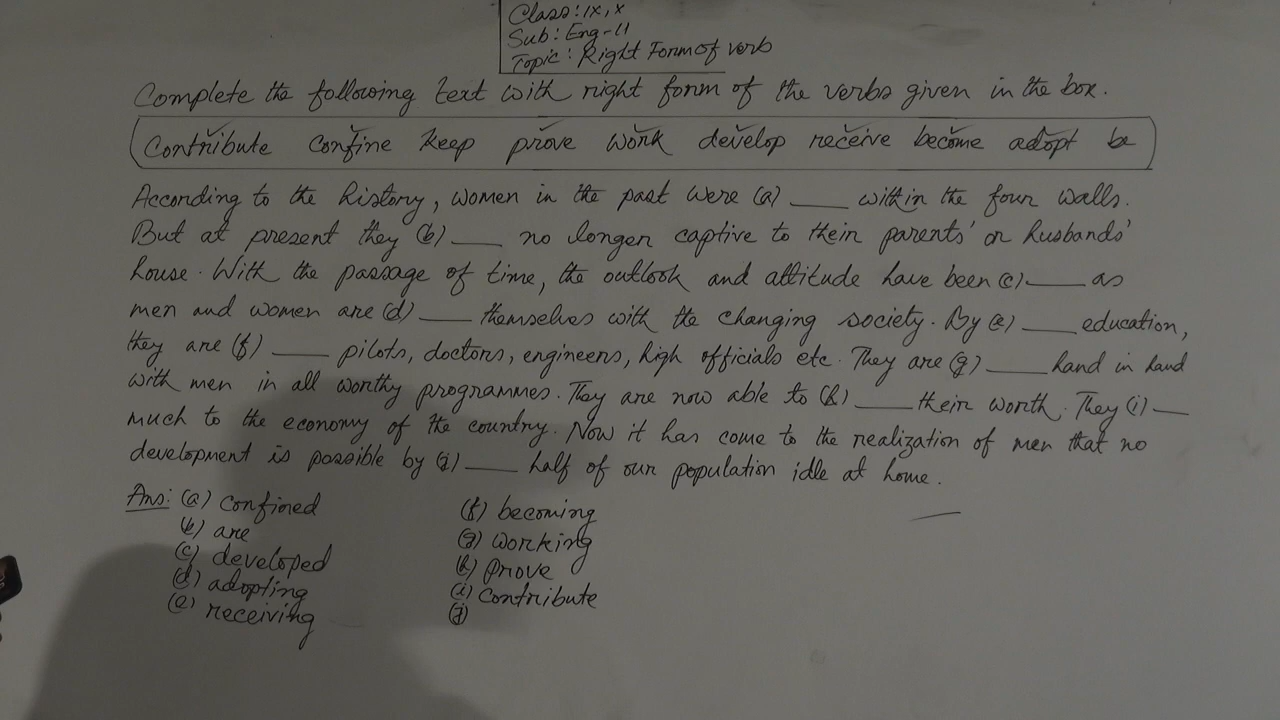 Class: IX, X
Sub: Eng-II
Topic: Right Form of verb
Complete the following text with right form of the verbs given in the box.
Contribute confine keep prove work develop receive become adopt be
According to the history, women in the past were (a) ____ within the four walls.
But at present they (b) ____ no longer captive to their parents' or husbands'
house. With the passage of time, the outlook and attitude have been (c) ____ as
men and women are (d) ____ themselves with the changing society. By (e) ____ education,
they are (f) ____ pilots, doctors, engineers, high officials etc. They are (g) ____ hand in hand
with men in all worthy programmes. They are now able to (h) ____ their worth. They (i) ____
much to the economy of the country. Now it has come to the realization of men that no
development is possible by (j) ____ half of our population idle at home.
Ans: (a) confined
(b) are
(c) developed
(d) adopting
(e) receiving
(f) becoming
(g) working
(h) prove
(i) contribute
(j)